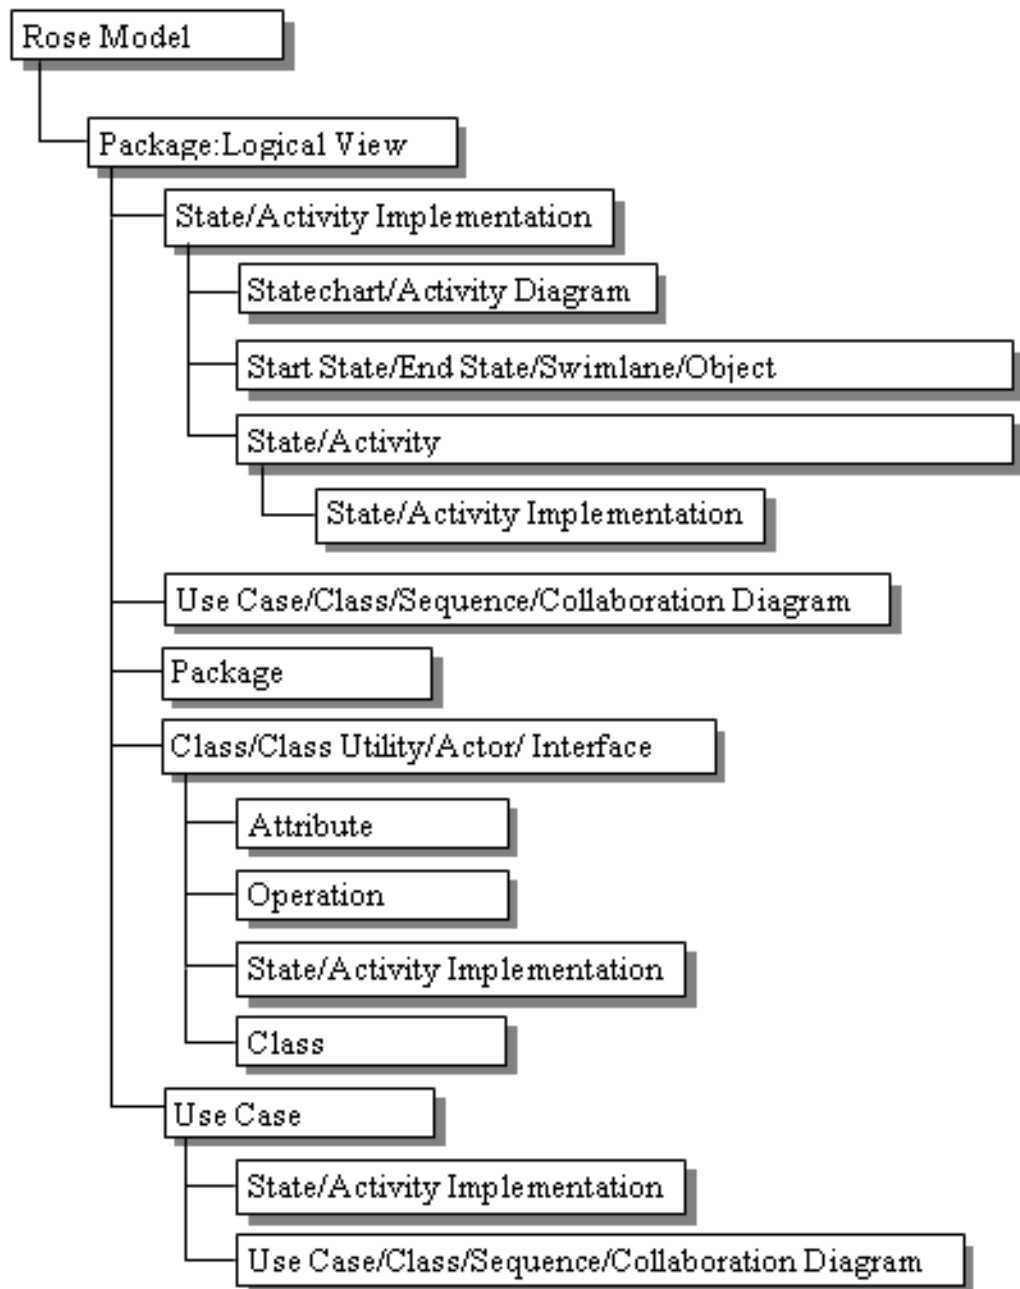 Rose Model
Package:Logical View
State/Activity Implementation
Statechart/Activity Diagram
Start State/End State/Swimlane/Object
State/Activity
State/Activity Implementation
Use Case/Class/Sequence/Collaboration Diagram
Package
Class/Class Utility/Actor/ Interface
Attribute
Operation
State/Activity Implementation
Class
Use Case
State/Activity Implementation
Use Case/Class/Sequence/Collaboration Diagram